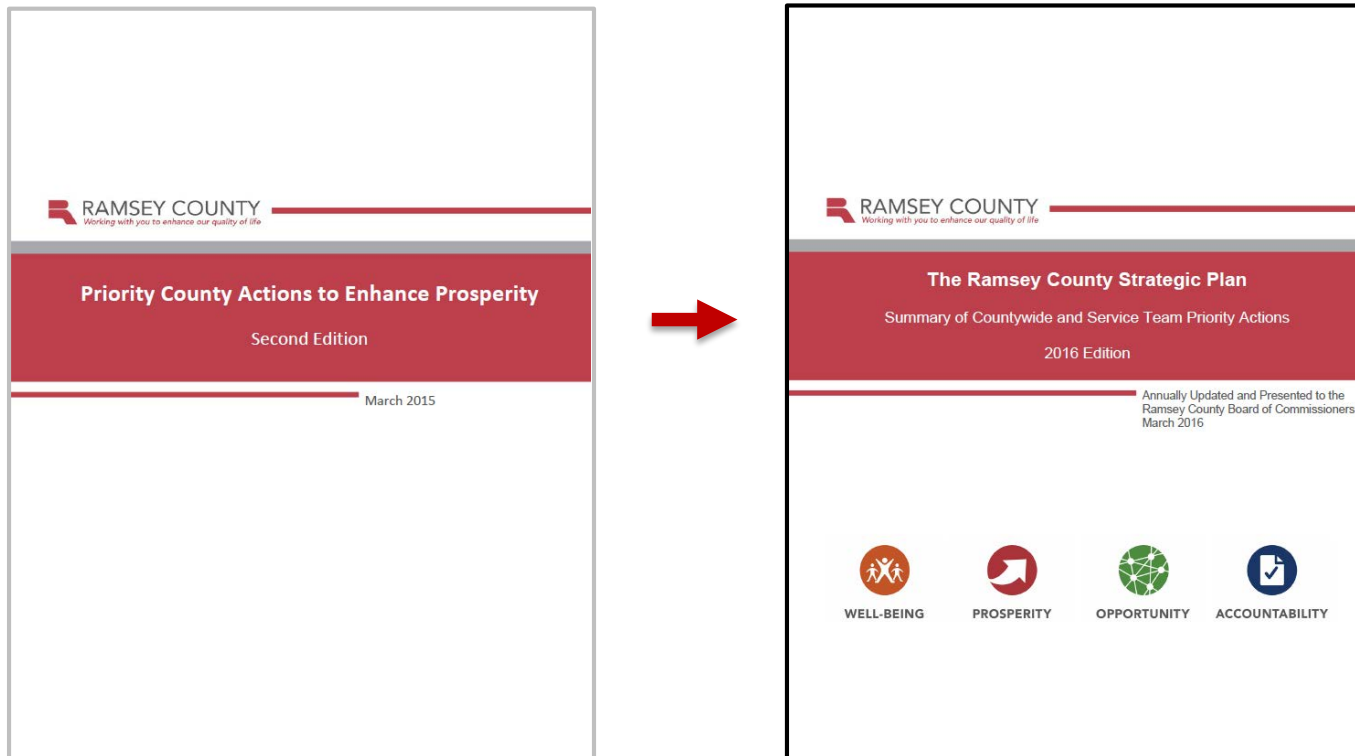 RAMSEY COUNTY
Working with you to enhance our quality of life
Priority County Actions to Enhance Prosperity
Second Edition
March 2015
RAMSEY COUNTY
Working with you to enhance our quality of life
The Ramsey County Strategic Plan
Summary of Countywide and Service Team Priority Actions
2016 Edition
Annually Updated and Presented to the
Ramsey County Board of Commissioners
March 2016
WELL-BEING
PROSPERITY
OPPORTUNITY
ACCOUNTABILITY